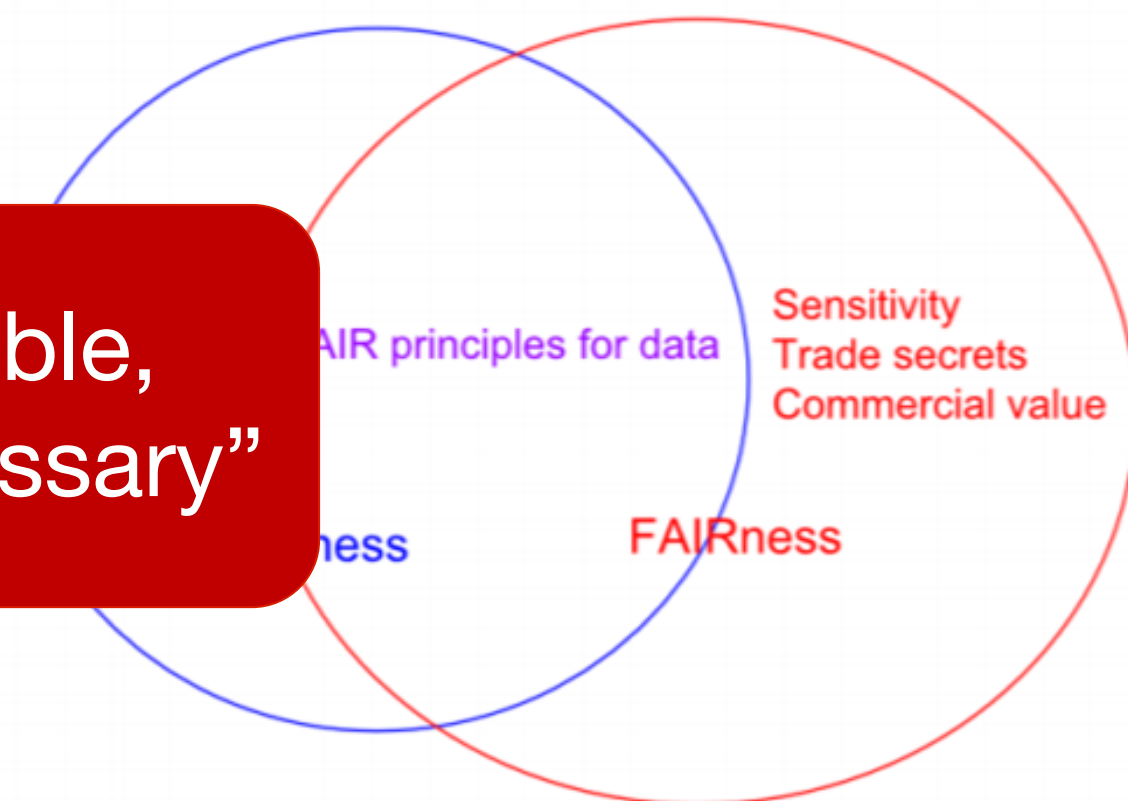 ble,
ssary”
AIR principles for data
Sensitivity
Trade secrets
Commercial value
ness
FAIRness